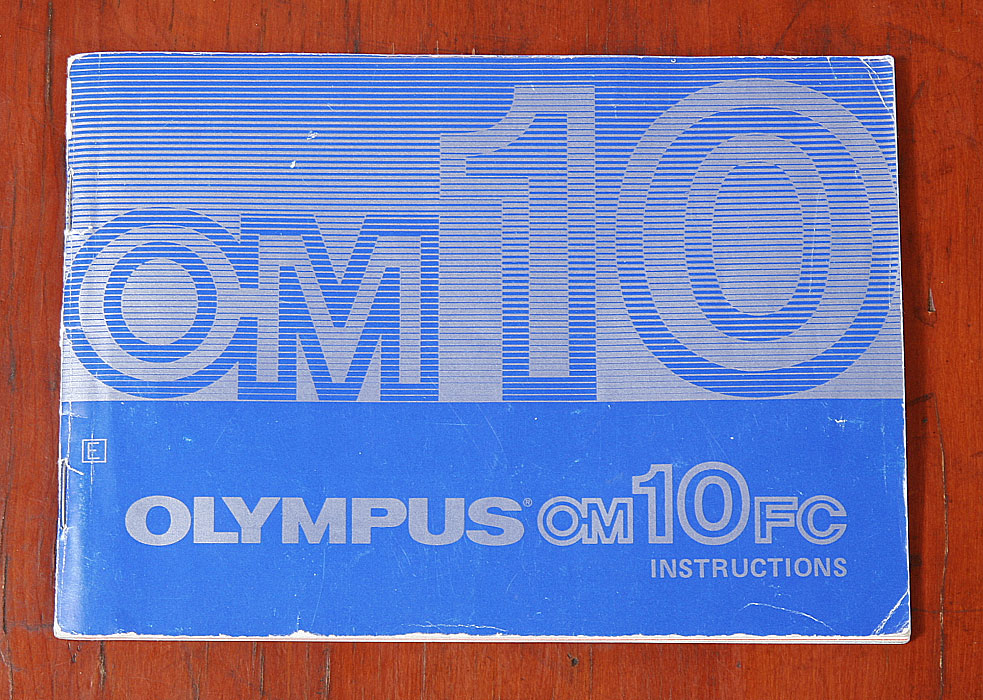 OM10
E
OLYMPUS® OM10FC
INSTRUCTIONS